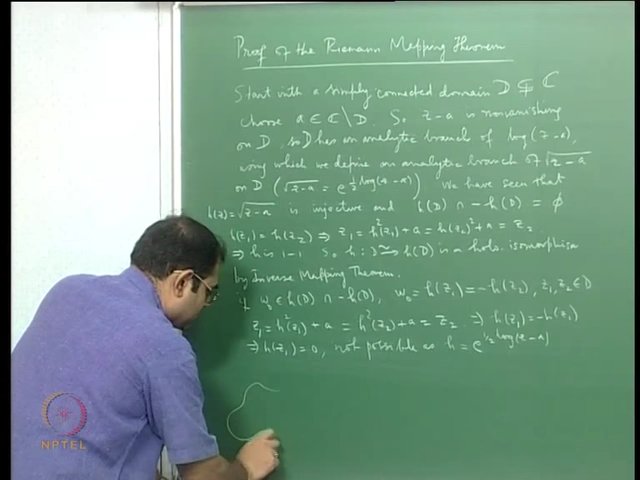 Proof of the Riemann Mapping Theorem
Start with a simply connected domain D ⊊ ℂ
choose a ∈ ℂ \ D. So z-a is nonvanishing
on D, so D has an analytic branch of log(z-a),
using which we define an analytic branch of √(z-a)
on D (√(z-a) = e^{½ log(z-a)}) We have seen that
h(z) = √(z-a) is injective and h(D) ∩ -h(D) = ∅
h(z₁) = h(z₂) ⇒ z₁ = h²(z₁) + a = h(z₂)² + a = z₂.
⇒ h is 1-1 So h : D ⥲ h(D) is a holo. isomorphism
by Inverse Mapping Theorem.
if w₀ ∈ h(D) ∩ -h(D), w₀ = h(z₁) = -h(z₂), z₁, z₂ ∈ D
z₁ = h²(z₁) + a = h²(z₂) + a = z₂ ⇒ h(z₁) = -h(z₁)
⇒ h(z₁) = 0, not possible as h = e^{1/2 log(z-a)}
NPTEL